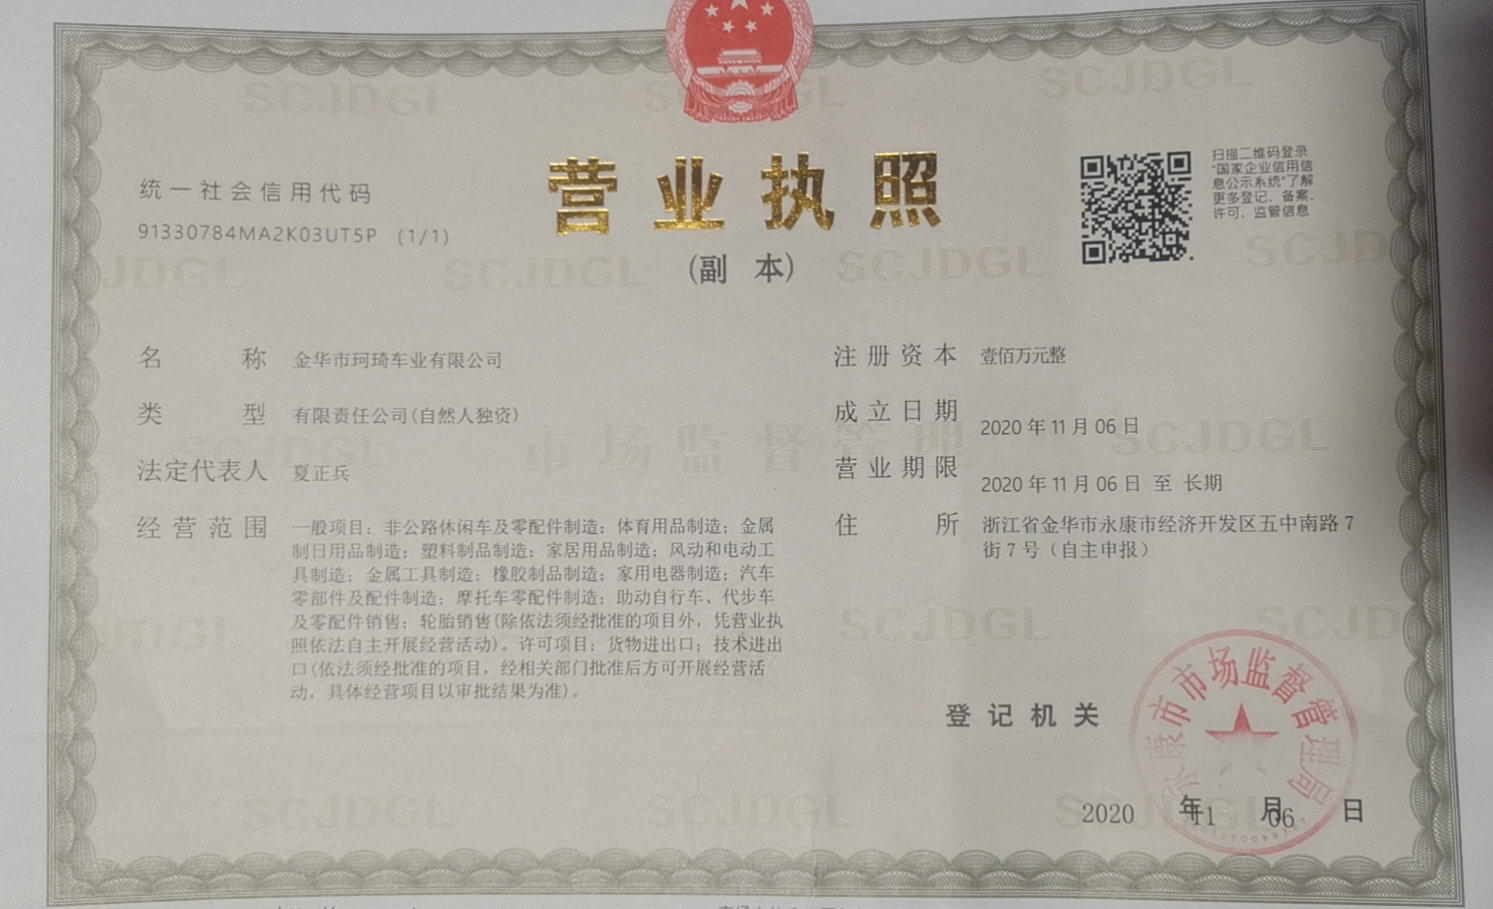 营业执照
(副 本)
统一社会信用代码
91330784MA2K03UT5P (1/1)
扫描二维码登录
“国家企业信用信
息公示系统”了解
更多登记、备案、
许可、监管信息
名 称 金华市珂琦车业有限公司
类 型 有限责任公司(自然人独资)
法定代表人 夏正兵
经营范围 一般项目：非公路休闲车及零配件制造；体育用品制造；金属
制日用品制造；塑料制品制造；家居用品制造；风动和电动工
具制造；金属工具制造；橡胶制品制造；家用电器制造；汽车
零部件及配件制造；摩托车零配件制造；助动自行车、代步车
及零配件销售；轮胎销售(除依法须经批准的项目外，凭营业执
照依法自主开展经营活动)。许可项目：货物进出口；技术进出
口(依法须经批准的项目，经相关部门批准后方可开展经营活
动，具体经营项目以审批结果为准)。
注册资本 壹佰万元整
成立日期 2020 年 11 月 06 日
营业期限 2020 年 11 月 06 日 至 长期
住 所 浙江省金华市永康市经济开发区五中南路 7
街 7 号（自主申报）
登记机关
永康市市场监督管理局
2020 年 11 月 06 日
SCJDGL
市场监督管理